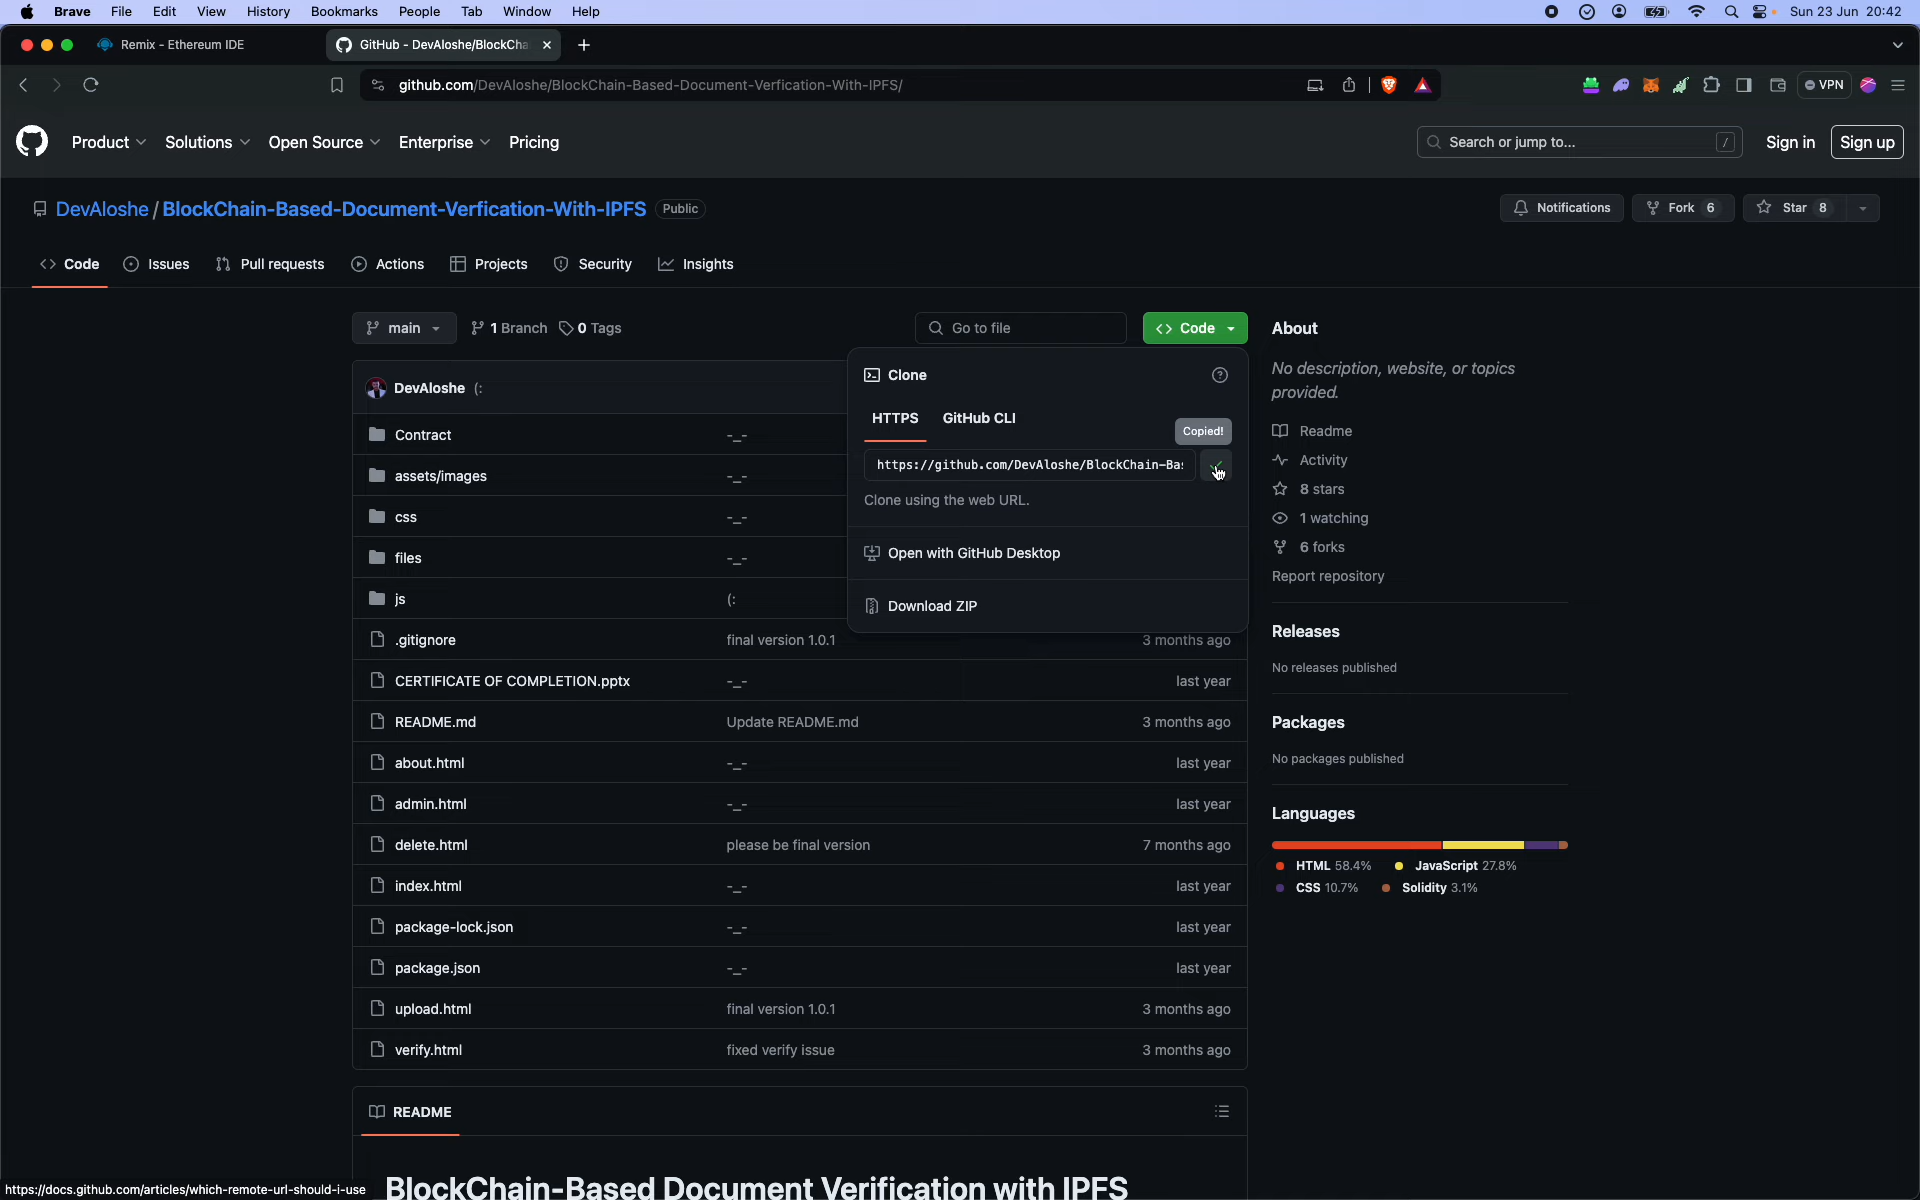 Brave File Edit View History Bookmarks People Tab Window Help Sun 23 Jun 20:42
Remix - Ethereum IDE GitHub - DevAloshe/BlockCha
github.com/DevAloshe/BlockChain-Based-Document-Verfication-With-IPFS/ VPN
Product Solutions Open Source Enterprise Pricing Search or jump to... / Sign in Sign up
DevAloshe / BlockChain-Based-Document-Verfication-With-IPFS Public Notifications Fork 6 Star 8
Code Issues Pull requests Actions Projects Security Insights
main 1 Branch 0 Tags Go to file Code
DevAloshe (:
Contract -_-
assets/images -_-
css -_-
files -_-
js (:
.gitignore final version 1.0.1 3 months ago
CERTIFICATE OF COMPLETION.pptx -_- last year
README.md Update README.md 3 months ago
about.html -_- last year
admin.html -_- last year
delete.html please be final version 7 months ago
index.html -_- last year
package-lock.json -_- last year
package.json -_- last year
upload.html final version 1.0.1 3 months ago
verify.html fixed verify issue 3 months ago
Clone
HTTPS GitHub CLI
Copied!
https://github.com/DevAloshe/BlockChain-Ba
Clone using the web URL.
Open with GitHub Desktop
Download ZIP
About
No description, website, or topics
provided.
Readme
Activity
8 stars
1 watching
6 forks
Report repository
Releases
No releases published
Packages
No packages published
Languages
HTML 58.4% JavaScript 27.8%
CSS 10.7% Solidity 3.1%
README
BlockChain-Based Document Verification with IPFS
https://docs.github.com/articles/which-remote-url-should-i-use